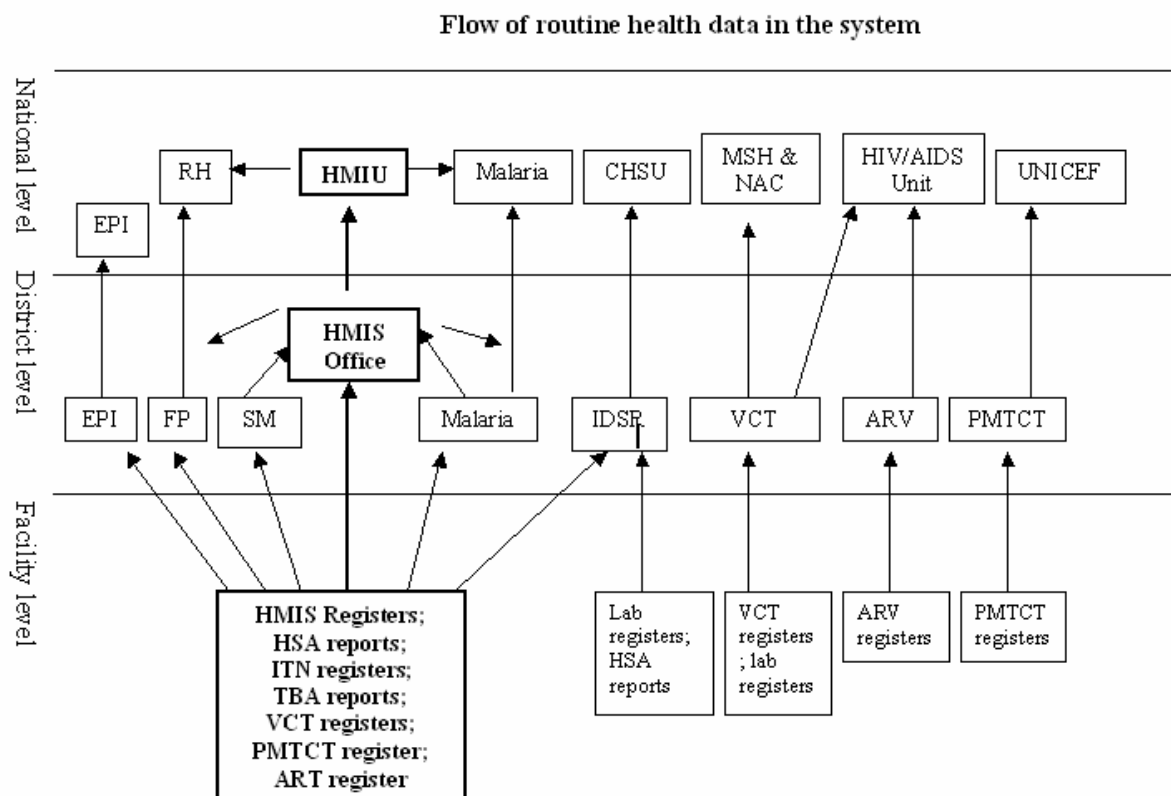 Flow of routine health data in the system
National level
RH
HMIU
Malaria
CHSU
MSH &
NAC
HIV/AIDS
Unit
UNICEF
EPI
District level
HMIS
Office
EPI
FP
SM
Malaria
IDSR
VCT
ARV
PMTCT
Facility level
HMIS Registers;
HSA reports;
ITN registers;
TBA reports;
VCT registers;
PMTCT register;
ART register
Lab
registers;
HSA
reports
VCT
registers
; lab
registers
ARV
registers
PMTCT
registers